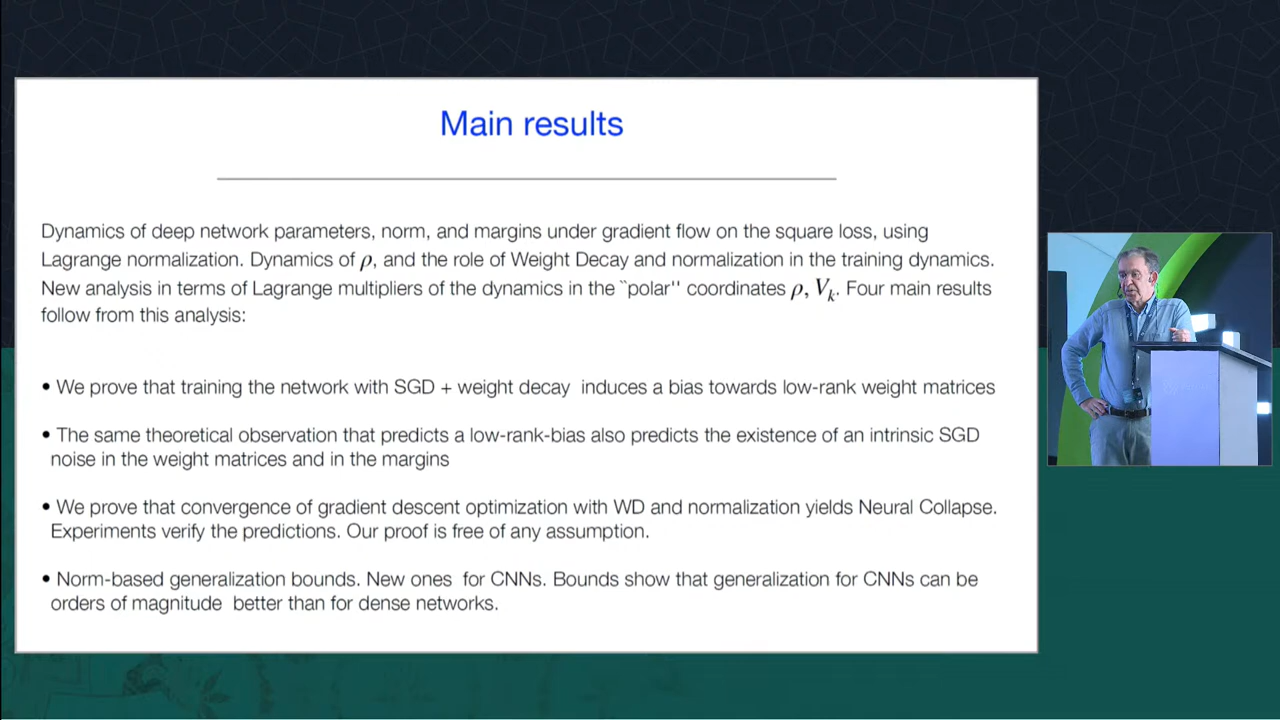 Main results
Dynamics of deep network parameters, norm, and margins under gradient flow on the square loss, using
Lagrange normalization. Dynamics of ρ, and the role of Weight Decay and normalization in the training dynamics.
New analysis in terms of Lagrange multipliers of the dynamics in the ``polar'' coordinates ρ, Vₖ. Four main results
follow from this analysis:
• We prove that training the network with SGD + weight decay induces a bias towards low-rank weight matrices
• The same theoretical observation that predicts a low-rank-bias also predicts the existence of an intrinsic SGD
noise in the weight matrices and in the margins
• We prove that convergence of gradient descent optimization with WD and normalization yields Neural Collapse.
Experiments verify the predictions. Our proof is free of any assumption.
• Norm-based generalization bounds. New ones for CNNs. Bounds show that generalization for CNNs can be
orders of magnitude better than for dense networks.